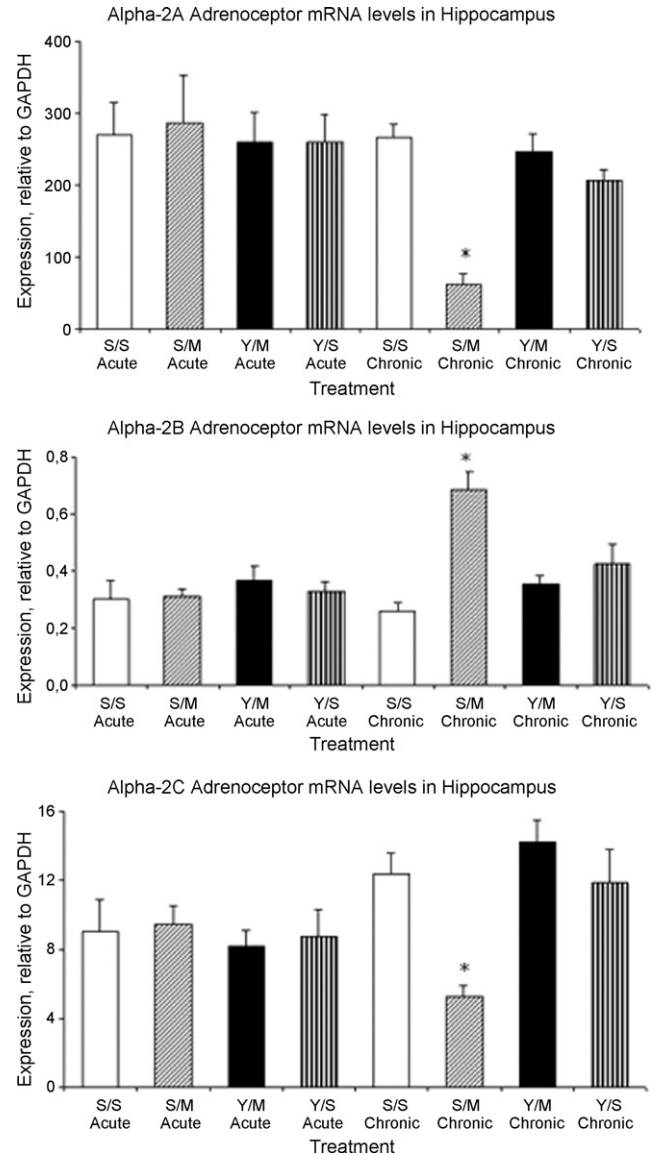 Alpha-2A Adrenoceptor mRNA levels in Hippocampus
Expression, relative to GAPDH
400
300
200
100
0
*
S/S S/M Y/M Y/S S/S S/M Y/M Y/S
Acute Acute Acute Acute Chronic Chronic Chronic Chronic
Treatment
Alpha-2B Adrenoceptor mRNA levels in Hippocampus
Expression, relative to GAPDH
0,8
0,6
0,4
0,2
0,0
*
S/S S/M Y/M Y/S S/S S/M Y/M Y/S
Acute Acute Acute Acute Chronic Chronic Chronic Chronic
Treatment
Alpha-2C Adrenoceptor mRNA levels in Hippocampus
Expression, relative to GAPDH
16
12
8
4
0
*
S/S S/M Y/M Y/S S/S S/M Y/M Y/S
Acute Acute Acute Acute Chronic Chronic Chronic Chronic
Treatment